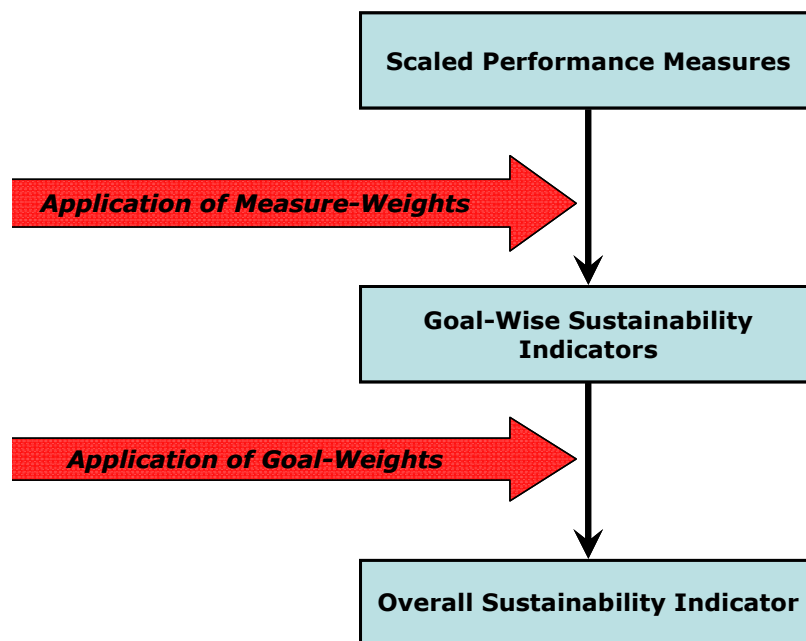 Scaled Performance Measures
Application of Measure-Weights
Goal-Wise Sustainability
Indicators
Application of Goal-Weights
Overall Sustainability Indicator